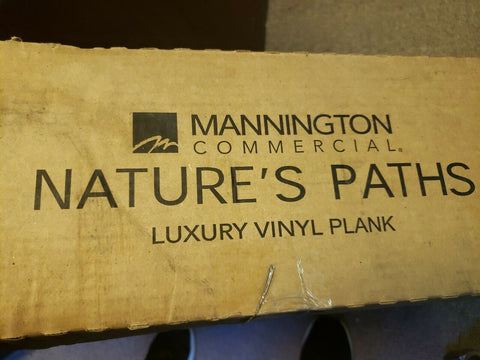 MANNINGTON
COMMERCIAL®
NATURE'S PATHS
LUXURY VINYL PLANK